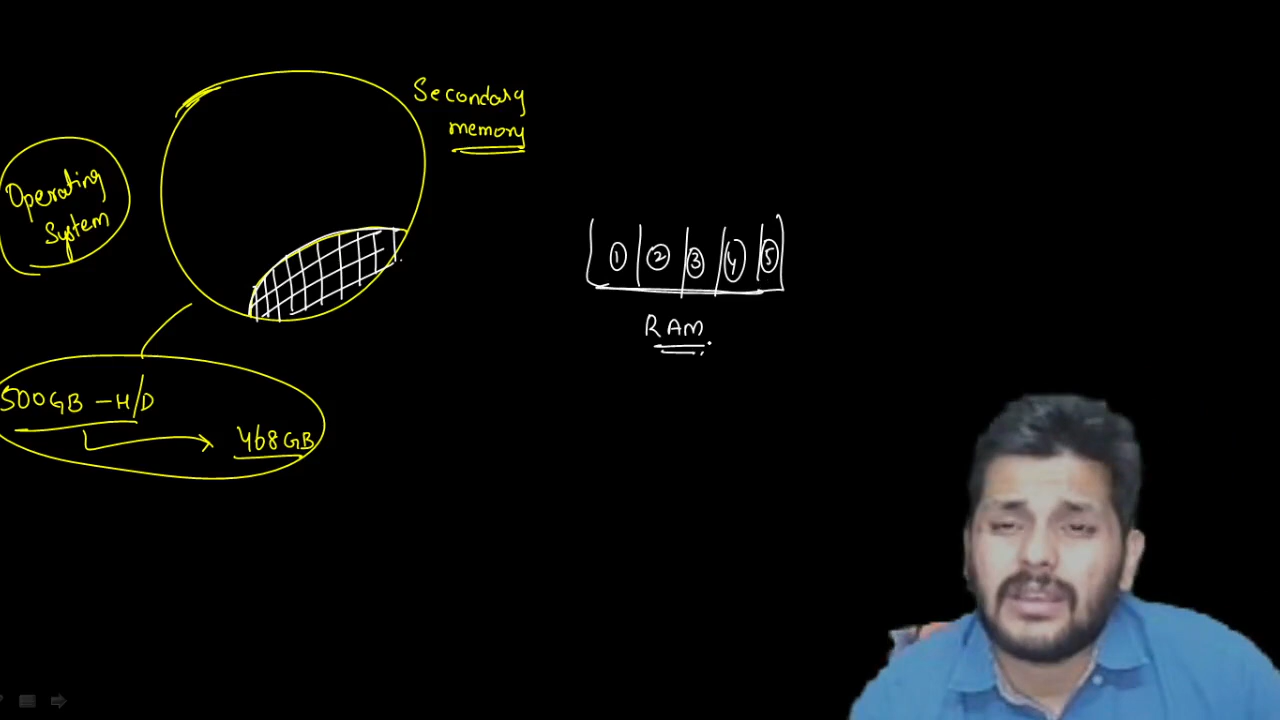 Secondary
memory
Operating
System
① ② ③ ④ ⑤
RAM
500GB - H/D
468GB